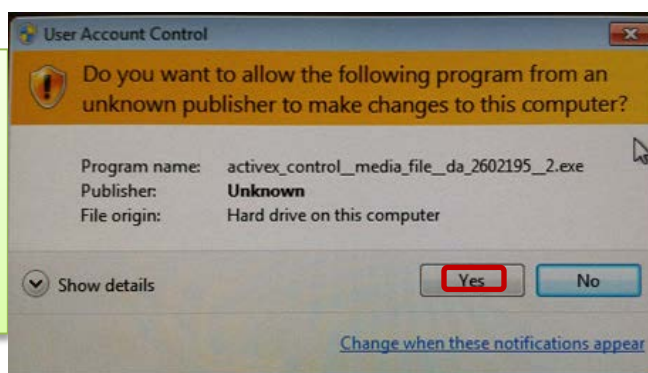 User Account Control
Do you want to allow the following program from an
unknown publisher to make changes to this computer?
Program name: activex_control__media_file__da_2602195__2.exe
Publisher: Unknown
File origin: Hard drive on this computer
Show details
Yes
No
Change when these notifications appear